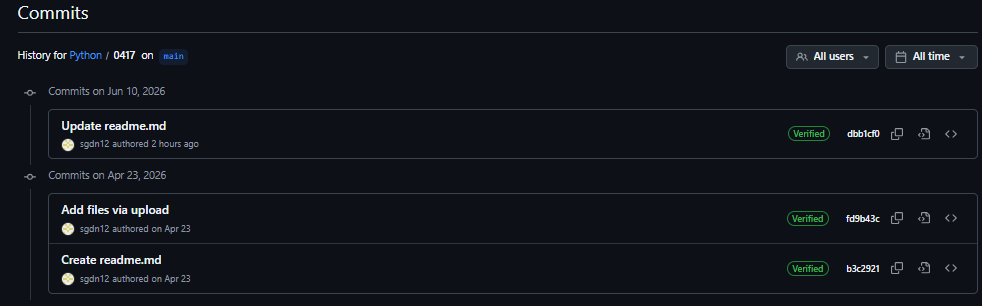 Commits
History for Python / 0417 on main
All users
All time
Commits on Jun 10, 2026
Update readme.md
Verified
dbb1cf0
sgdn12 authored 2 hours ago
Commits on Apr 23, 2026
Add files via upload
Verified
fd9b43c
sgdn12 authored on Apr 23
Create readme.md
Verified
b3c2921
sgdn12 authored on Apr 23